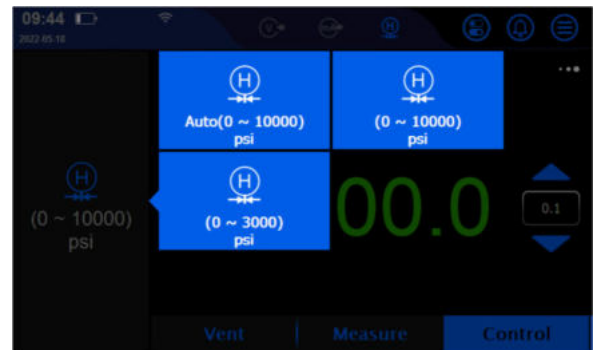 09:44
2022-05-18
H
H
H
Auto(0 ~ 10000)
psi
(0 ~ 10000)
psi
H
(0 ~ 10000)
psi
H
(0 ~ 3000)
psi
00.0
0.1
Vent
Measure
Control